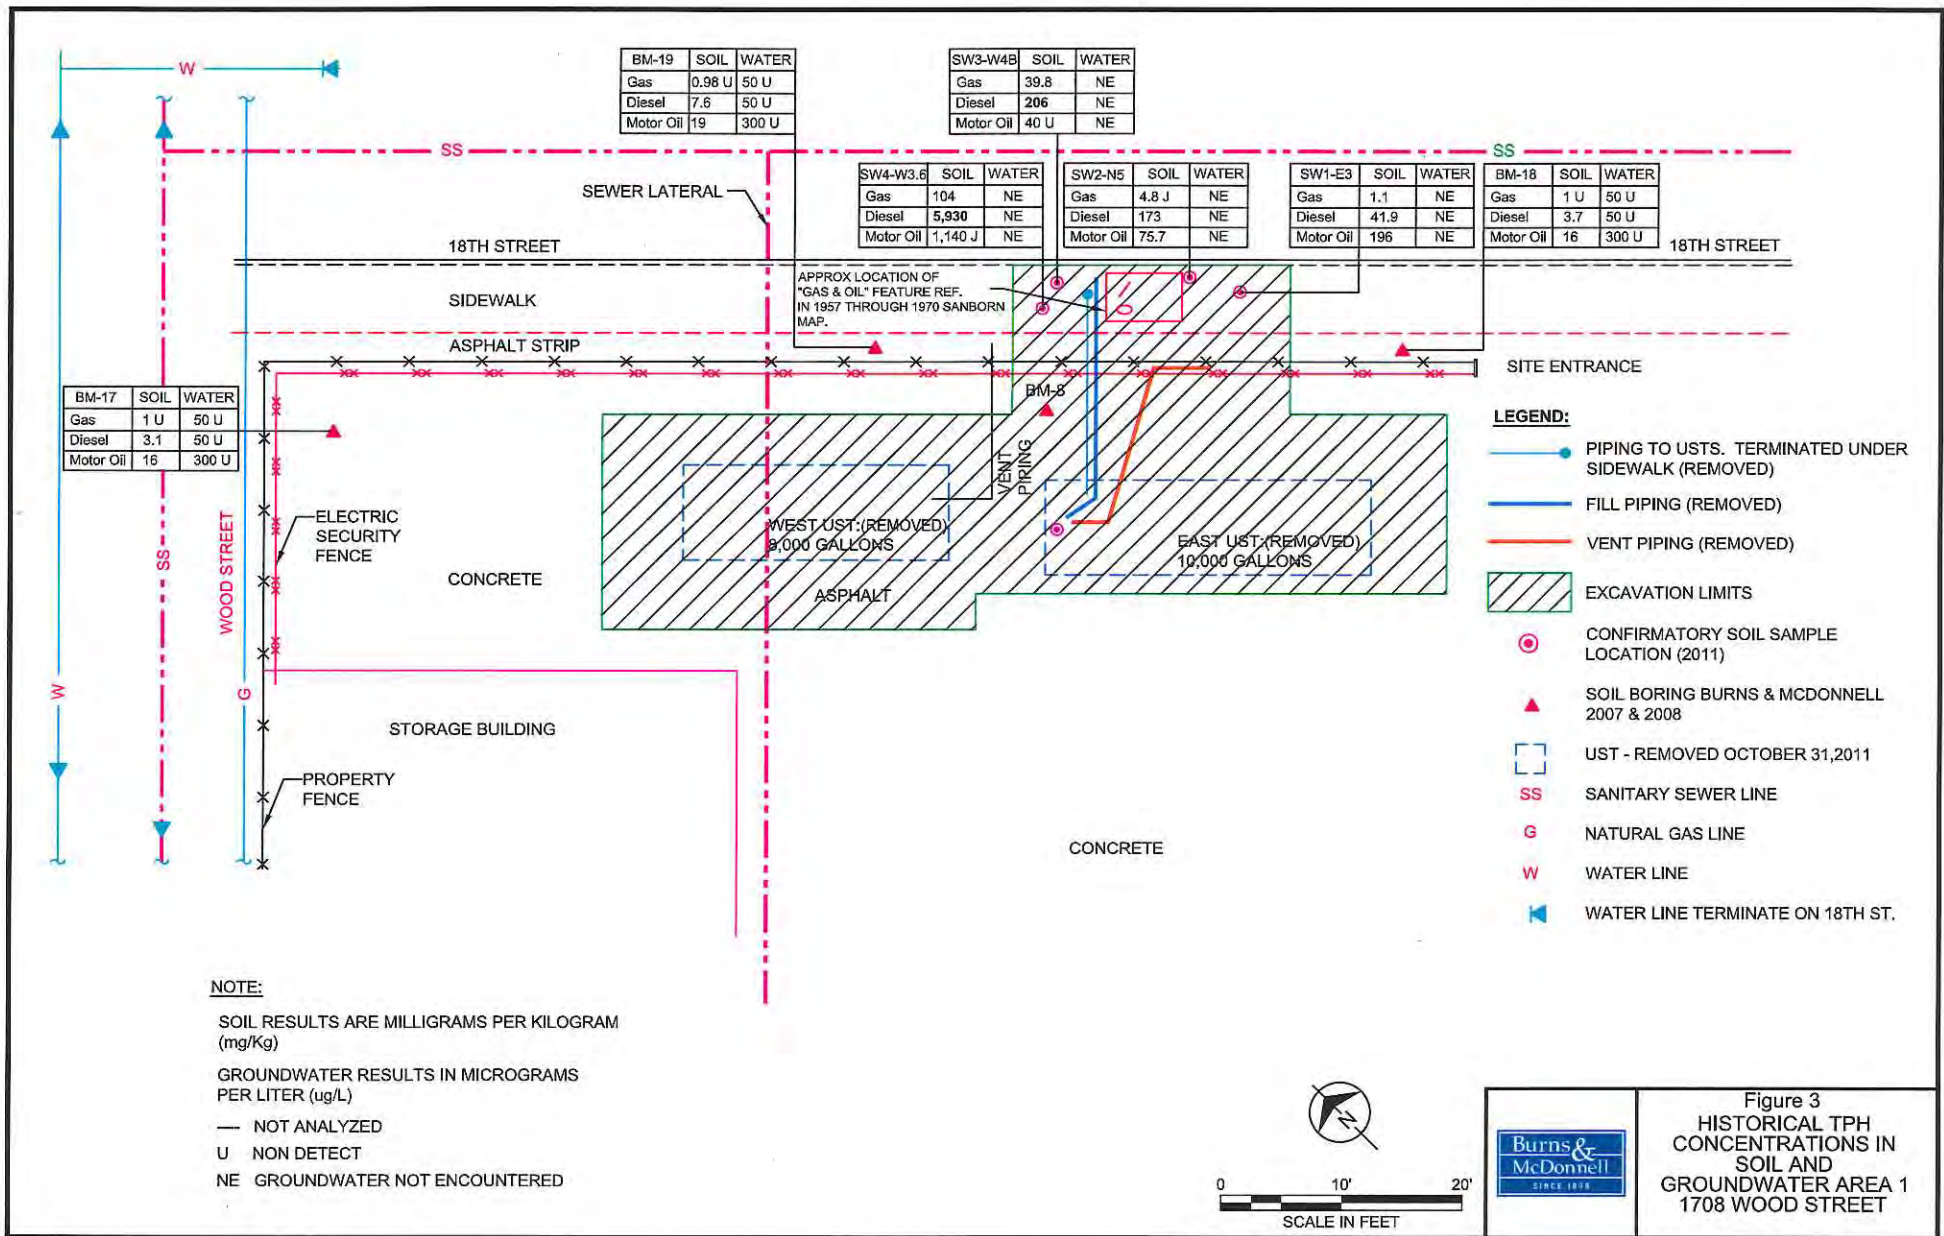 W
BM-19 SOIL WATER
Gas 0.98 U 50 U
Diesel 7.6 50 U
Motor Oil 19 300 U
SW3-W4B SOIL WATER
Gas 39.8 NE
Diesel 206 NE
Motor Oil 40 U NE
SS
SS
SEWER LATERAL
SW4-W3.6 SOIL WATER
Gas 104 NE
Diesel 5,930 NE
Motor Oil 1,140 J NE
SW2-N5 SOIL WATER
Gas 4.8 J NE
Diesel 173 NE
Motor Oil 75.7 NE
SW1-E3 SOIL WATER
Gas 1.1 NE
Diesel 41.9 NE
Motor Oil 196 NE
BM-18 SOIL WATER
Gas 1 U 50 U
Diesel 3.7 50 U
Motor Oil 16 300 U
18TH STREET
18TH STREET
SIDEWALK
APPROX LOCATION OF
"GAS & OIL" FEATURE REF.
IN 1957 THROUGH 1970 SANBORN
MAP.
ASPHALT STRIP
SITE ENTRANCE
BM-17 SOIL WATER
Gas 1 U 50 U
Diesel 3.1 50 U
Motor Oil 16 300 U
BM-8
VENT
PIPIRING
WEST UST:(REMOVED)
8,000 GALLONS
EAST UST:(REMOVED)
10,000 GALLONS
ASPHALT
SS
WOOD STREET
ELECTRIC
SECURITY
FENCE
CONCRETE
W
G
STORAGE BUILDING
PROPERTY
FENCE
CONCRETE
LEGEND:
PIPING TO USTS. TERMINATED UNDER
SIDEWALK (REMOVED)
FILL PIPING (REMOVED)
VENT PIPING (REMOVED)
EXCAVATION LIMITS
CONFIRMATORY SOIL SAMPLE
LOCATION (2011)
SOIL BORING BURNS & MCDONNELL
2007 & 2008
UST - REMOVED OCTOBER 31,2011
SS SANITARY SEWER LINE
G NATURAL GAS LINE
W WATER LINE
WATER LINE TERMINATE ON 18TH ST.
NOTE:
SOIL RESULTS ARE MILLIGRAMS PER KILOGRAM
(mg/Kg)
GROUNDWATER RESULTS IN MICROGRAMS
PER LITER (ug/L)
— NOT ANALYZED
U NON DETECT
NE GROUNDWATER NOT ENCOUNTERED
N
0 10' 20'
SCALE IN FEET
Burns &
McDonnell
SINCE 1898
Figure 3
HISTORICAL TPH
CONCENTRATIONS IN
SOIL AND
GROUNDWATER AREA 1
1708 WOOD STREET